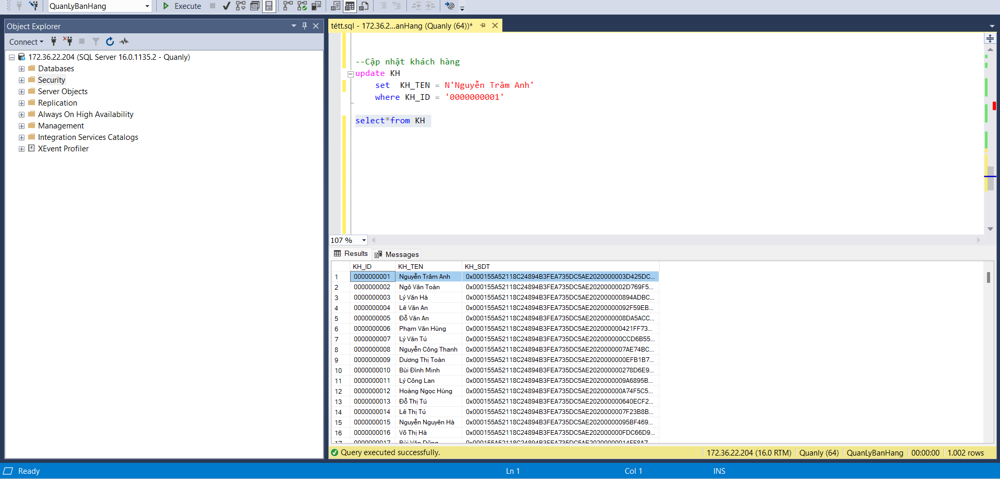 QuanLyBanHang
Execute
Object Explorer
Connect
172.36.22.204 (SQL Server 16.0.1135.2 - Quanly)
Databases
Security
Server Objects
Replication
Always On High Availability
Management
Integration Services Catalogs
XEvent Profiler
tétt.sql - 172.36.2...anHang (Quanly (64))*
--Cập nhật khách hàng
update KH
set KH_TEN = N'Nguyễn Trâm Anh'
where KH_ID = '0000000001'
select*from KH
107 %
Results Messages
KH_ID KH_TEN KH_SDT
1 0000000001 Nguyễn Trâm Anh 0x000155A52118C24894B3FEA735DC5AE2020000003D425DC...
2 0000000002 Ngô Văn Toàn 0x000155A52118C24894B3FEA735DC5AE2020000002D769F5...
3 0000000003 Lý Văn Hà 0x000155A52118C24894B3FEA735DC5AE202000000894ADBC...
4 0000000004 Lê Văn An 0x000155A52118C24894B3FEA735DC5AE202000000092F59EB...
5 0000000005 Đỗ Văn An 0x000155A52118C24894B3FEA735DC5AE2020000008DA5ACC...
6 0000000006 Phạm Văn Hùng 0x000155A52118C24894B3FEA735DC5AE202000000421FF73...
7 0000000007 Lý Văn Tú 0x000155A52118C24894B3FEA735DC5AE202000000CCD6B55...
8 0000000008 Nguyễn Công Thanh 0x000155A52118C24894B3FEA735DC5AE2020000007AE74BC...
9 0000000009 Dương Thị Toàn 0x000155A52118C24894B3FEA735DC5AE202000000EFB1B7...
10 0000000010 Bùi Đình Minh 0x000155A52118C24894B3FEA735DC5AE202000000278D6E9...
11 0000000011 Lý Công Lan 0x000155A52118C24894B3FEA735DC5AE2020000009A6895B...
12 0000000012 Hoàng Ngọc Hùng 0x000155A52118C24894B3FEA735DC5AE202000000A74F5C5...
13 0000000013 Đỗ Thị Tú 0x000155A52118C24894B3FEA735DC5AE202000000640ECF2...
14 0000000014 Lê Thị Tú 0x000155A52118C24894B3FEA735DC5AE2020000007F23B8B...
15 0000000015 Nguyễn Nguyên Hà 0x000155A52118C24894B3FEA735DC5AE20200000095BF469...
16 0000000016 Võ Thị Hà 0x000155A52118C24894B3FEA735DC5AE202000000FDC66D9...
17 0000000017 Bùi Văn Dũng
Query executed successfully.
172.36.22.204 (16.0 RTM) Quanly (64) QuanLyBanHang 00:00:00 1.002 rows
Ready Ln 1 Col 1 INS